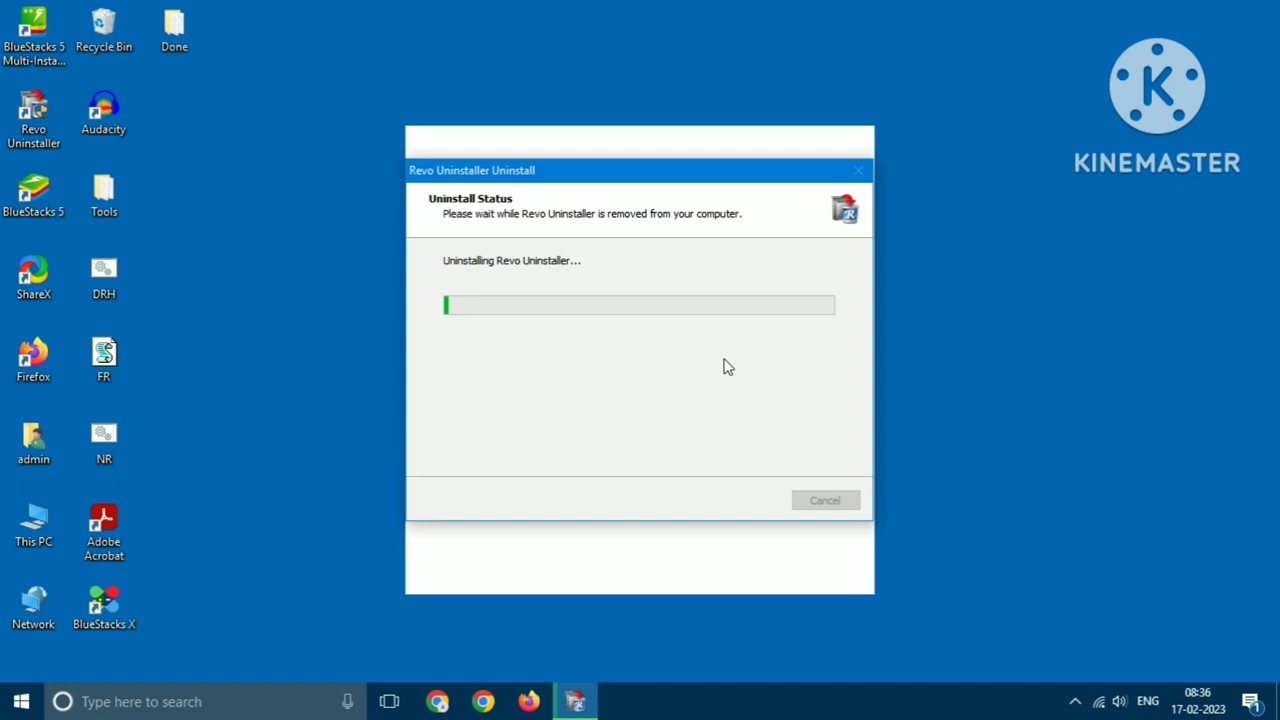 BlueStacks 5
Multi-Insta...
Recycle Bin
Done
Revo
Uninstaller
Audacity
BlueStacks 5
Tools
ShareX
DRH
Firefox
FR
admin
NR
This PC
Adobe
Acrobat
Network
BlueStacks X
K
KINEMASTER
Revo Uninstaller Uninstall
Uninstall Status
Please wait while Revo Uninstaller is removed from your computer.
Uninstalling Revo Uninstaller...
Cancel
Type here to search
ENG
08:36
17-02-2023
1